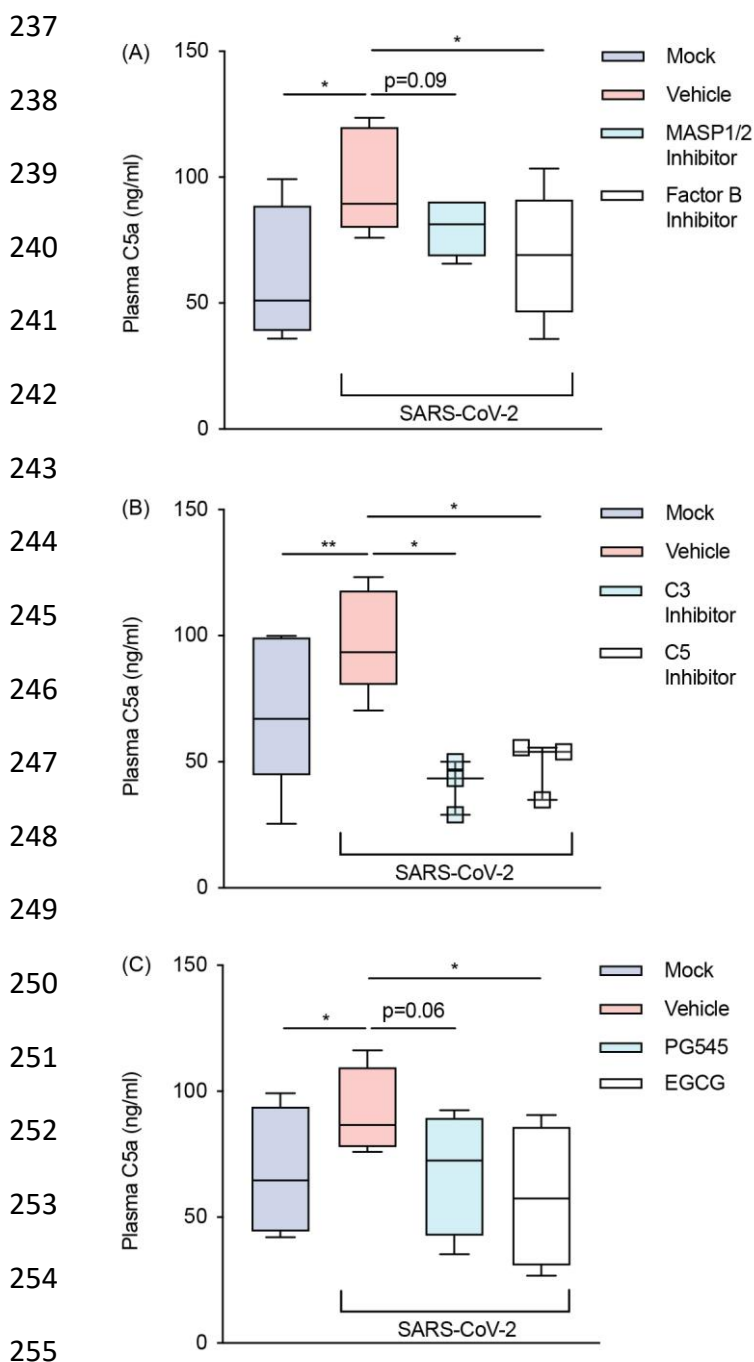 237
238
239
240
241
242
243
244
245
246
247
248
249
250
251
252
253
254
255
(A)
Plasma C5a (ng/ml)
150
100
50
0
*
p=0.09
*
SARS-CoV-2
Mock
Vehicle
MASP1/2
Inhibitor
Factor B
Inhibitor
(B)
Plasma C5a (ng/ml)
150
100
50
0
**
*
*
SARS-CoV-2
Mock
Vehicle
C3
Inhibitor
C5
Inhibitor
(C)
Plasma C5a (ng/ml)
150
100
50
0
*
p=0.06
*
SARS-CoV-2
Mock
Vehicle
PG545
EGCG